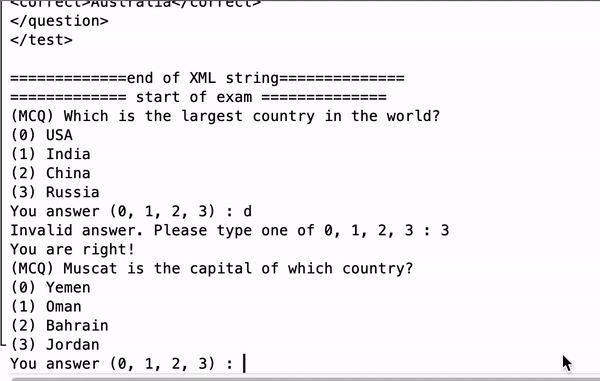 <correct>Australia</correct>
</question>
</test>
=============end of XML string==============
============= start of exam ==============
(MCQ) Which is the largest country in the world?
(0) USA
(1) India
(2) China
(3) Russia
You answer (0, 1, 2, 3) : d
Invalid answer. Please type one of 0, 1, 2, 3 : 3
You are right!
(MCQ) Muscat is the capital of which country?
(0) Yemen
(1) Oman
(2) Bahrain
(3) Jordan
You answer (0, 1, 2, 3) :